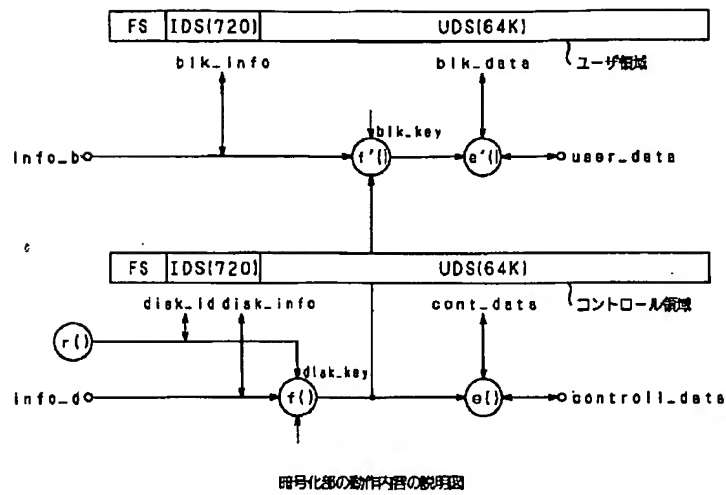 FS IDS(720) UDS(64K)
ユーザ領域
blk_info blk_data
blk_key
info_b f'() e'() user_data
FS IDS(720) UDS(64K)
コントロール領域
disk_id disk_info cont_data
r()
disk_key
info_d f() e() controll_data
暗号化部の動作内容の説明図